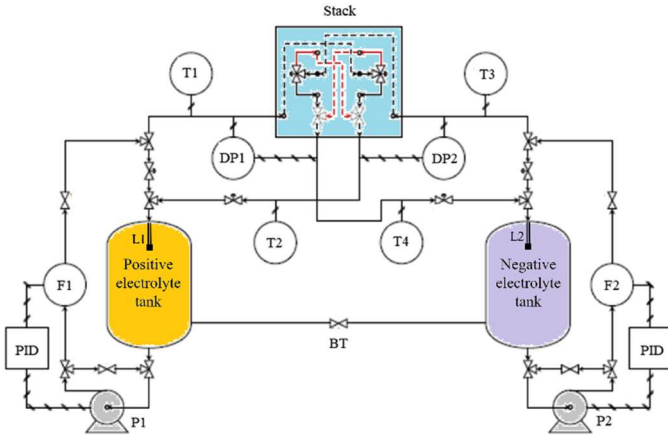 Stack
T1
T3
DP1
DP2
L1
T2
T4
L2
Positive
electrolyte
tank
Negative
electrolyte
tank
F1
F2
PID
BT
PID
P1
P2